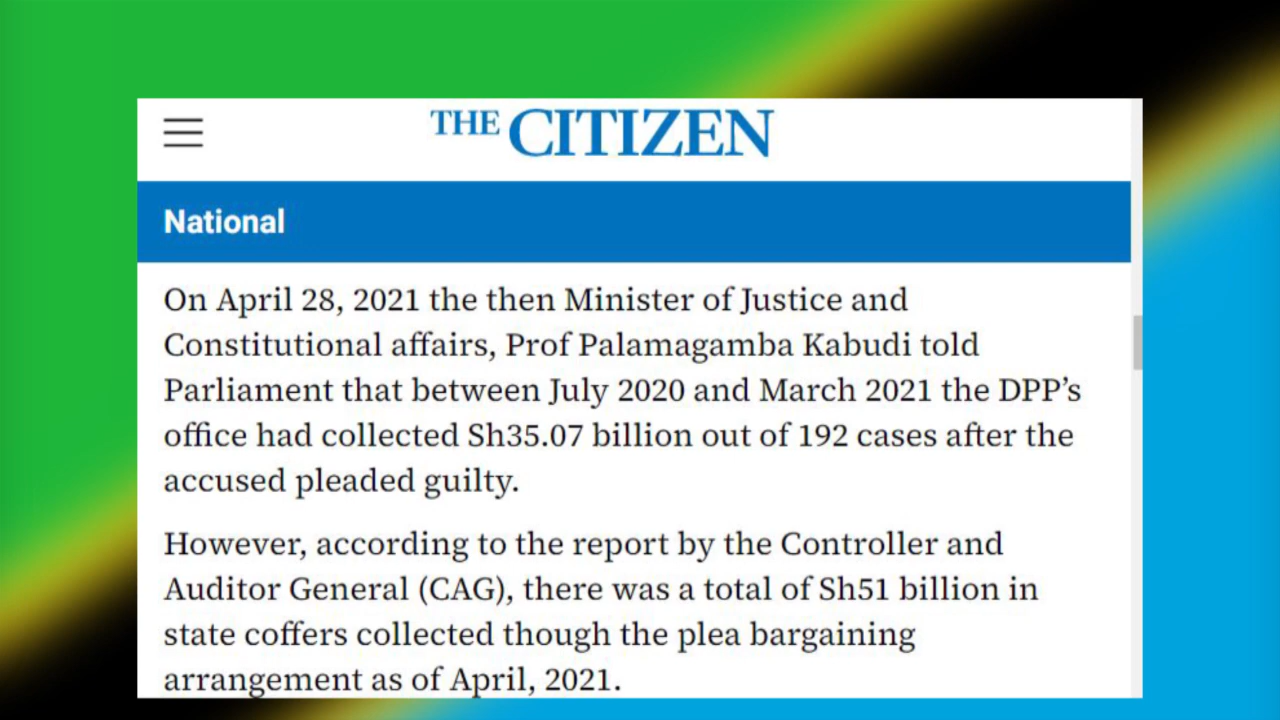 THE CITIZEN
National
On April 28, 2021 the then Minister of Justice and
Constitutional affairs, Prof Palamagamba Kabudi told
Parliament that between July 2020 and March 2021 the DPP’s
office had collected Sh35.07 billion out of 192 cases after the
accused pleaded guilty.
However, according to the report by the Controller and
Auditor General (CAG), there was a total of Sh51 billion in
state coffers collected though the plea bargaining
arrangement as of April, 2021.